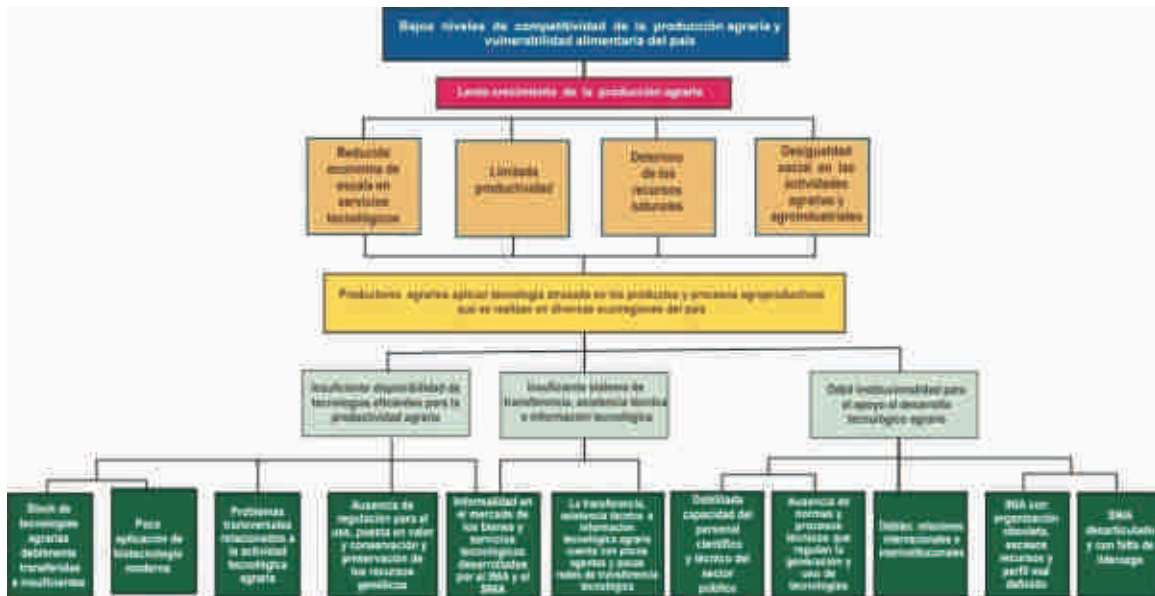 Bajos niveles de competitividad de la producción agraria y
vulnerabilidad alimentaria del país
Lento crecimiento de la producción agraria
Reducida
economía de
escala en
servicios
tecnológicos
Limitada
productividad
Deterioro
de los
recursos
naturales
Desigualdad
social en las
actividades
agrarias y
agroindustriales
Productores agrarios aplican tecnología atrasada en los productos y procesos agroproductivos
que se realizan en diversas ecorregiones del país
Insuficiente disponibilidad de
tecnologías eficientes para la
productividad agraria
Insuficiente sistema de
transferencia, asistencia técnica
e información tecnológica
Débil institucionalidad para
el apoyo al desarrollo
tecnológico agrario
Stock de
tecnologías
agrarias
débilmente
transferidas
e insuficientes
Poca
aplicación de
biotecnología
moderna
Problemas
transversales
relacionados a
la actividad
tecnológica
agraria
Ausencia de
regulación para el
uso, puesta en valor
y conservación y
preservación de
los recursos
genéticos
Informalidad en
el mercado de
los bienes y
servicios
tecnológicos
desarrollados
por el INIA y el
SNIA
La transferencia,
asistencia técnica e
información
tecnológica agraria
cuenta con pocos
agentes y pocas
redes de transferencia
tecnológica
Debilitada
capacidad del
personal
científico
y técnico del
sector
público
Ausencia de
normas y
procesos
técnicos que
regulan la
generación y
uso de
tecnologías
Débiles relaciones
internacionales e
interinstitucionales
INIA con
organización
obsoleta,
escasos
recursos y
perfil mal
definido
SNIA
desarticulado
y con falta de
liderazgo